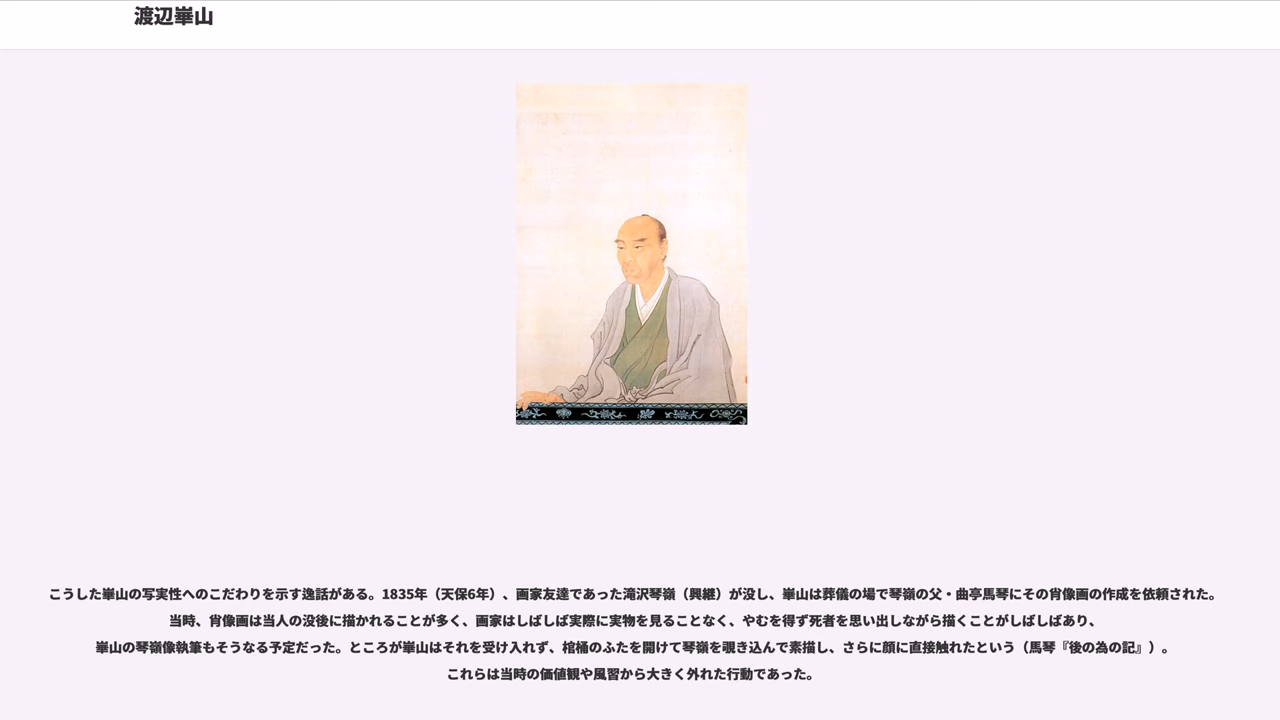 渡辺崋山
こうした崋山の写実性へのこだわりを示す逸話がある。1835年（天保6年）、画家友達であった滝沢琴嶺（興継）が没し、崋山は葬儀の場で琴嶺の父・曲亭馬琴にその肖像画の作成を依頼された。
当時、肖像画は当人の没後に描かれることが多く、画家はしばしば実際に実物を見ることなく、やむを得ず死者を思い出しながら描くことがしばしばあり、
崋山の琴嶺像執筆もそうなる予定だった。ところが崋山はそれを受け入れず、棺桶のふたを開けて琴嶺を覗き込んで素描し、さらに顔に直接触れたという（馬琴『後の為の記』）。
これらは当時の価値観や風習から大きく外れた行動であった。